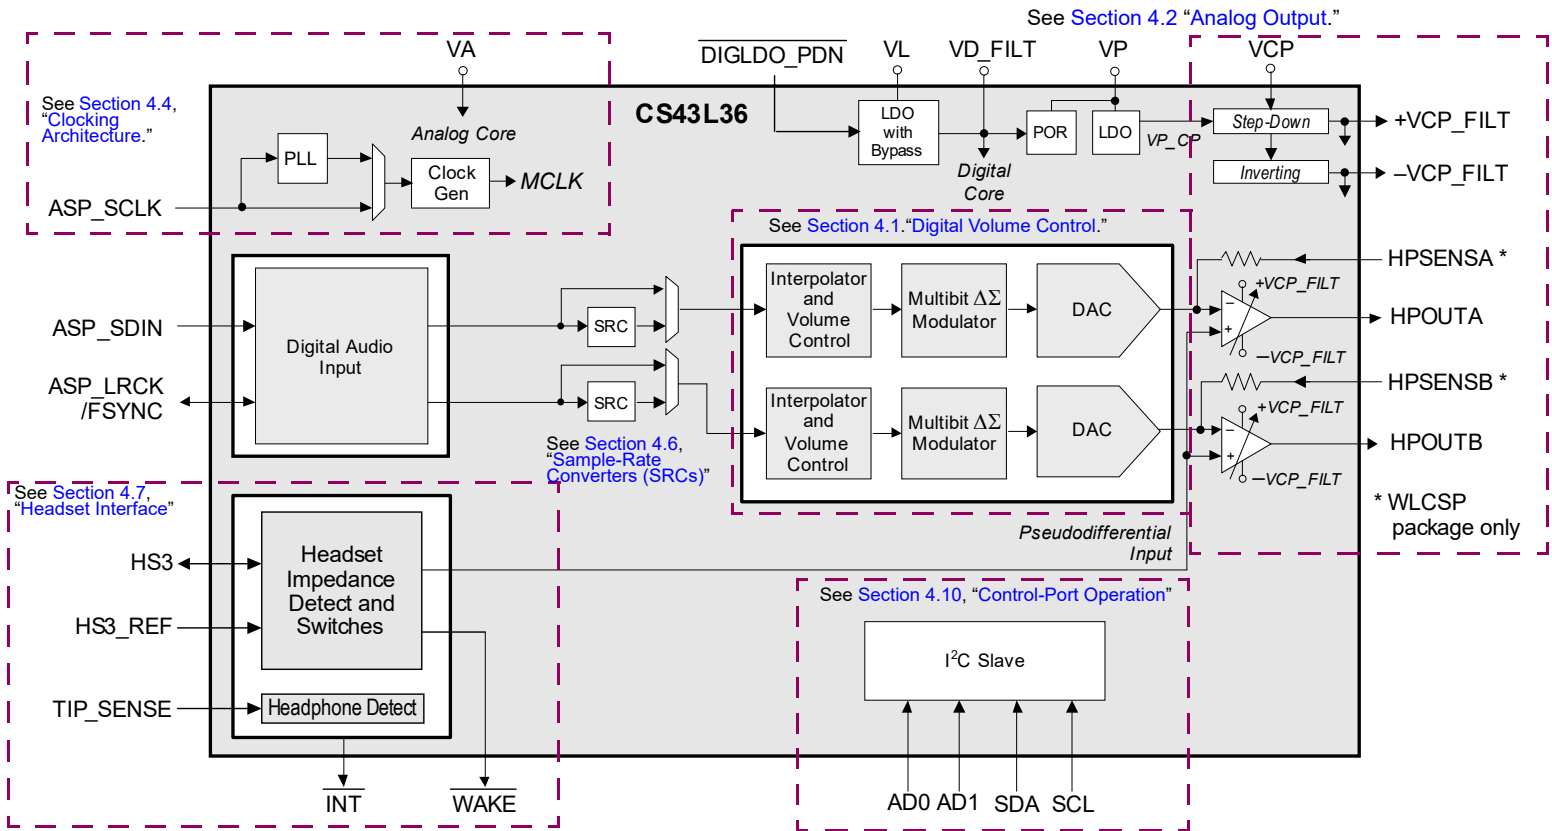 See Section 4.2 “Analog Output.”
VA
DIGLDO_PDN
VL
VD_FILT
VP
VCP
See Section 4.4,
“Clocking
Architecture.”
Analog Core
CS43L36
LDO
with
Bypass
POR
LDO
VP_CP
Step-Down
+VCP_FILT
Digital
Core
Inverting
–VCP_FILT
PLL
Clock
Gen
MCLK
ASP_SCLK
See Section 4.1.“Digital Volume Control.”
ASP_SDIN
ASP_LRCK
/FSYNC
Digital Audio
Input
SRC
SRC
See Section 4.6,
“Sample-Rate
Converters (SRCs)”
Interpolator
and
Volume
Control
Multibit ΔΣ
Modulator
DAC
Interpolator
and
Volume
Control
Multibit ΔΣ
Modulator
DAC
HPSENSA *
+VCP_FILT
−
+
HPOUTA
–VCP_FILT
HPSENSB *
+VCP_FILT
−
+
HPOUTB
–VCP_FILT
* WLCSP
package only
Pseudodifferential
Input
See Section 4.7,
“Headset Interface”
HS3
HS3_REF
TIP_SENSE
Headset
Impedance
Detect and
Switches
Headphone Detect
INT
WAKE
See Section 4.10, “Control-Port Operation”
I²C Slave
AD0 AD1 SDA SCL